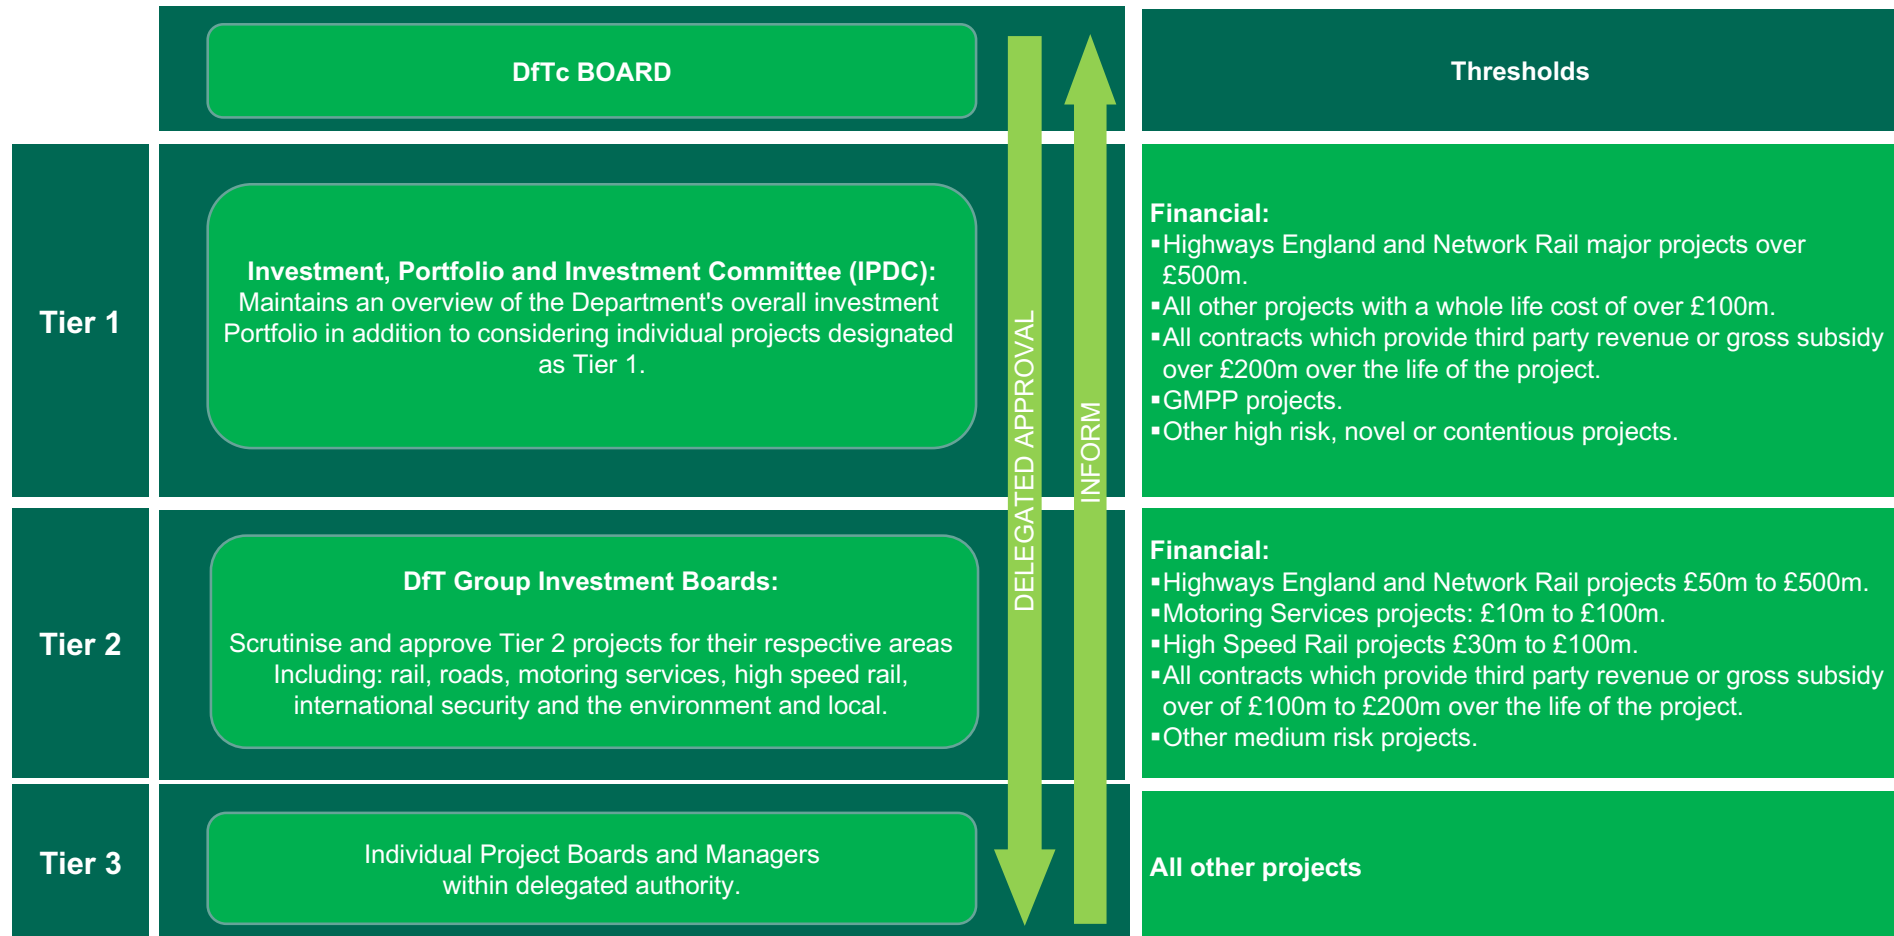 DfTc BOARD
Thresholds
Tier 1
Investment, Portfolio and Investment Committee (IPDC):
Maintains an overview of the Department's overall investment
Portfolio in addition to considering individual projects designated
as Tier 1.
DELEGATED APPROVAL
INFORM
Financial:
▪Highways England and Network Rail major projects over
£500m.
▪All other projects with a whole life cost of over £100m.
▪All contracts which provide third party revenue or gross subsidy
over £200m over the life of the project.
▪GMPP projects.
▪Other high risk, novel or contentious projects.
Tier 2
DfT Group Investment Boards:
Scrutinise and approve Tier 2 projects for their respective areas
Including: rail, roads, motoring services, high speed rail,
international security and the environment and local.
Financial:
▪Highways England and Network Rail projects £50m to £500m.
▪Motoring Services projects: £10m to £100m.
▪High Speed Rail projects £30m to £100m.
▪All contracts which provide third party revenue or gross subsidy
over of £100m to £200m over the life of the project.
▪Other medium risk projects.
Tier 3
Individual Project Boards and Managers
within delegated authority.
All other projects